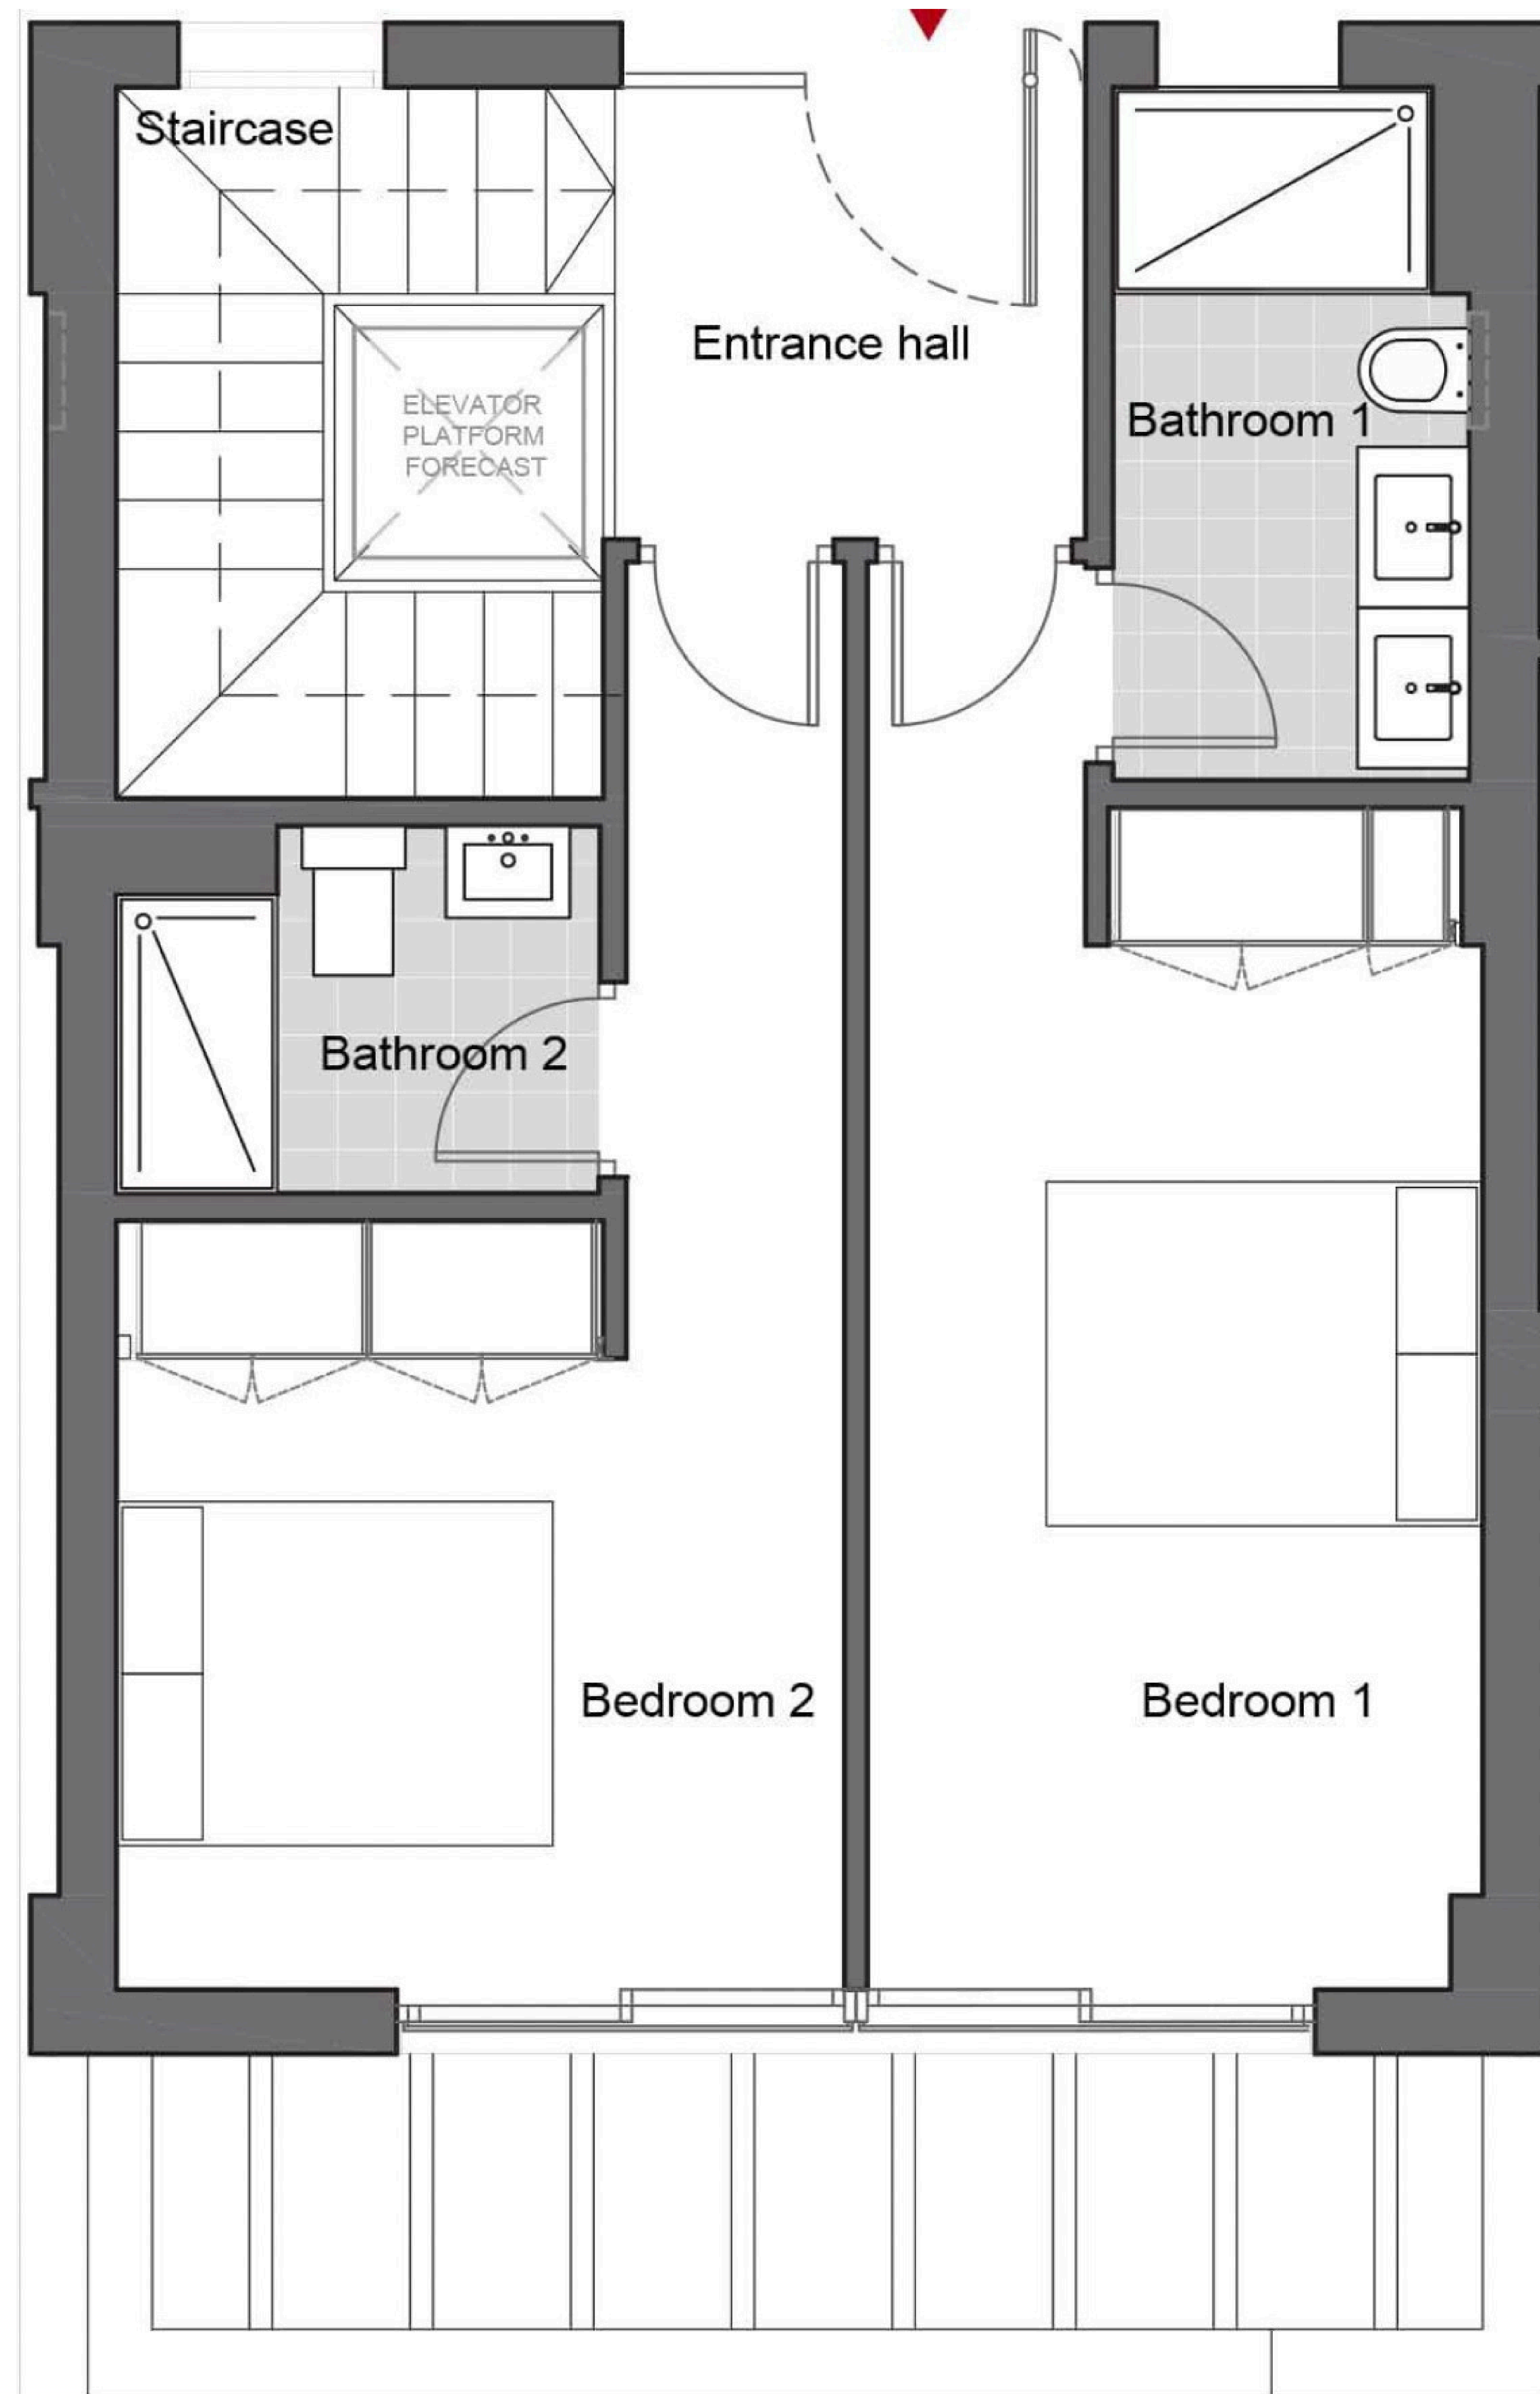 Staircase
Entrance hall
ELEVATOR
PLATFORM
FORECAST
Bathroom 1
Bathroom 2
Bedroom 2
Bedroom 1